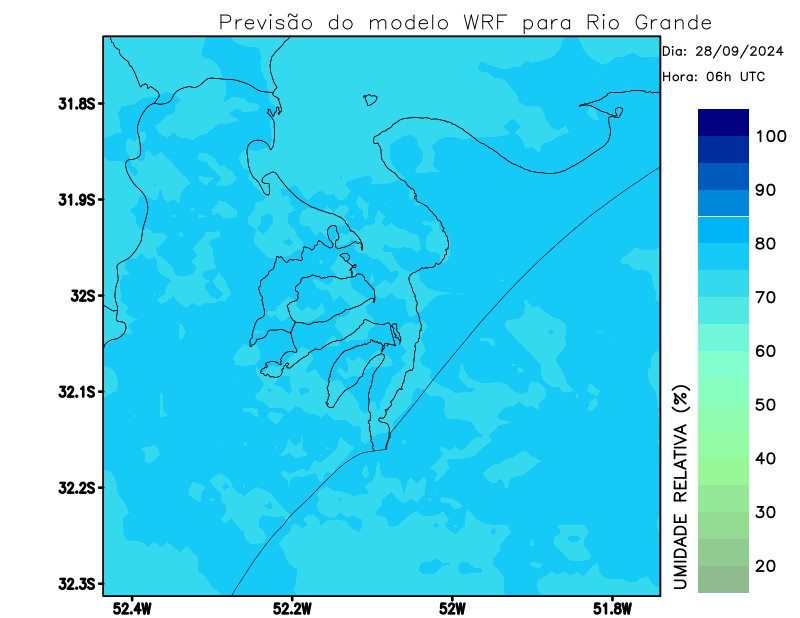 Previsão do modelo WRF para Rio Grande
Dia: 28/09/2024
Hora: 06h UTC
31.8S
31.9S
32S
32.1S
32.2S
32.3S
52.4W
52.2W
52W
51.8W
100
90
80
70
60
50
40
30
20
UMIDADE RELATIVA (%)